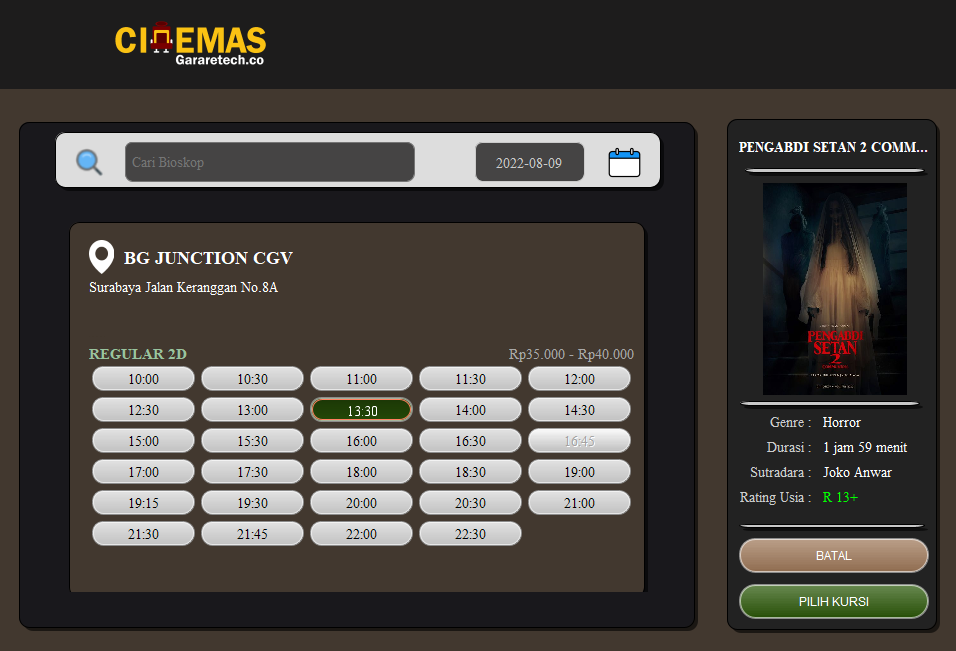 CINEMAS
Gararetech.co
Cari Bioskop
2022-08-09
BG JUNCTION CGV
Surabaya Jalan Keranggan No.8A
REGULAR 2D
Rp35.000 - Rp40.000
10:00 10:30 11:00 11:30 12:00
12:30 13:00 13:30 14:00 14:30
15:00 15:30 16:00 16:30 16:45
17:00 17:30 18:00 18:30 19:00
19:15 19:30 20:00 20:30 21:00
21:30 21:45 22:00 22:30
PENGABDI SETAN 2 COMM...
PENGABDI
SETAN
2
Genre : Horror
Durasi : 1 jam 59 menit
Sutradara : Joko Anwar
Rating Usia : R 13+
BATAL
PILIH KURSI